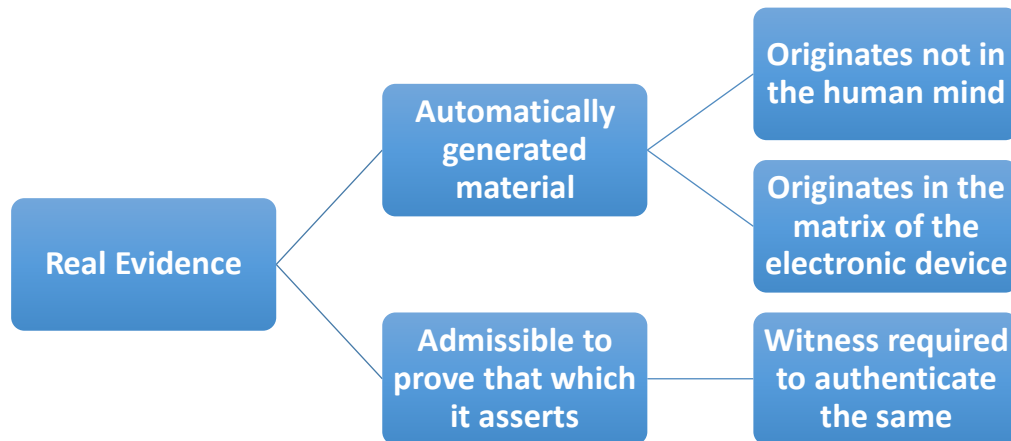 Real Evidence
Automatically
generated
material
Originates not in
the human mind
Originates in the
matrix of the
electronic device
Admissible to
prove that which
it asserts
Witness required
to authenticate
the same